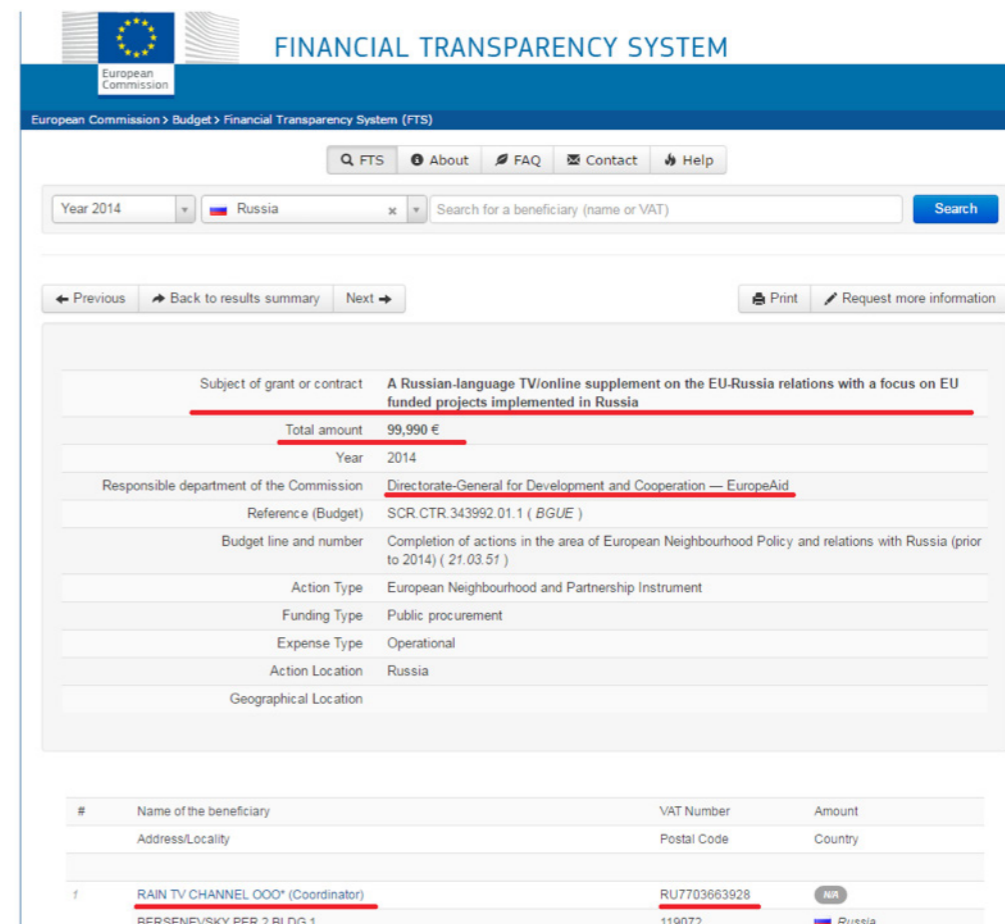 FINANCIAL TRANSPARENCY SYSTEM
European
Commission
European Commission > Budget > Financial Transparency System (FTS)
FTS About FAQ Contact Help
Year 2014 Russia x Search for a beneficiary (name or VAT) Search
Previous Back to results summary Next Print Request more information
Subject of grant or contract A Russian-language TV/online supplement on the EU-Russia relations with a focus on EU
funded projects implemented in Russia
Total amount 99,990 €
Year 2014
Responsible department of the Commission Directorate-General for Development and Cooperation — EuropeAid
Reference (Budget) SCR.CTR.343992.01.1 ( BGUE )
Budget line and number Completion of actions in the area of European Neighbourhood Policy and relations with Russia (prior
to 2014) ( 21.03.51 )
Action Type European Neighbourhood and Partnership Instrument
Funding Type Public procurement
Expense Type Operational
Action Location Russia
Geographical Location
# Name of the beneficiary VAT Number Amount
Address/Locality Postal Code Country
1 RAIN TV CHANNEL OOO* (Coordinator) RU7703663928 N/A
BERSENEVSKY PER 2 BLDG 1 119072 Russia